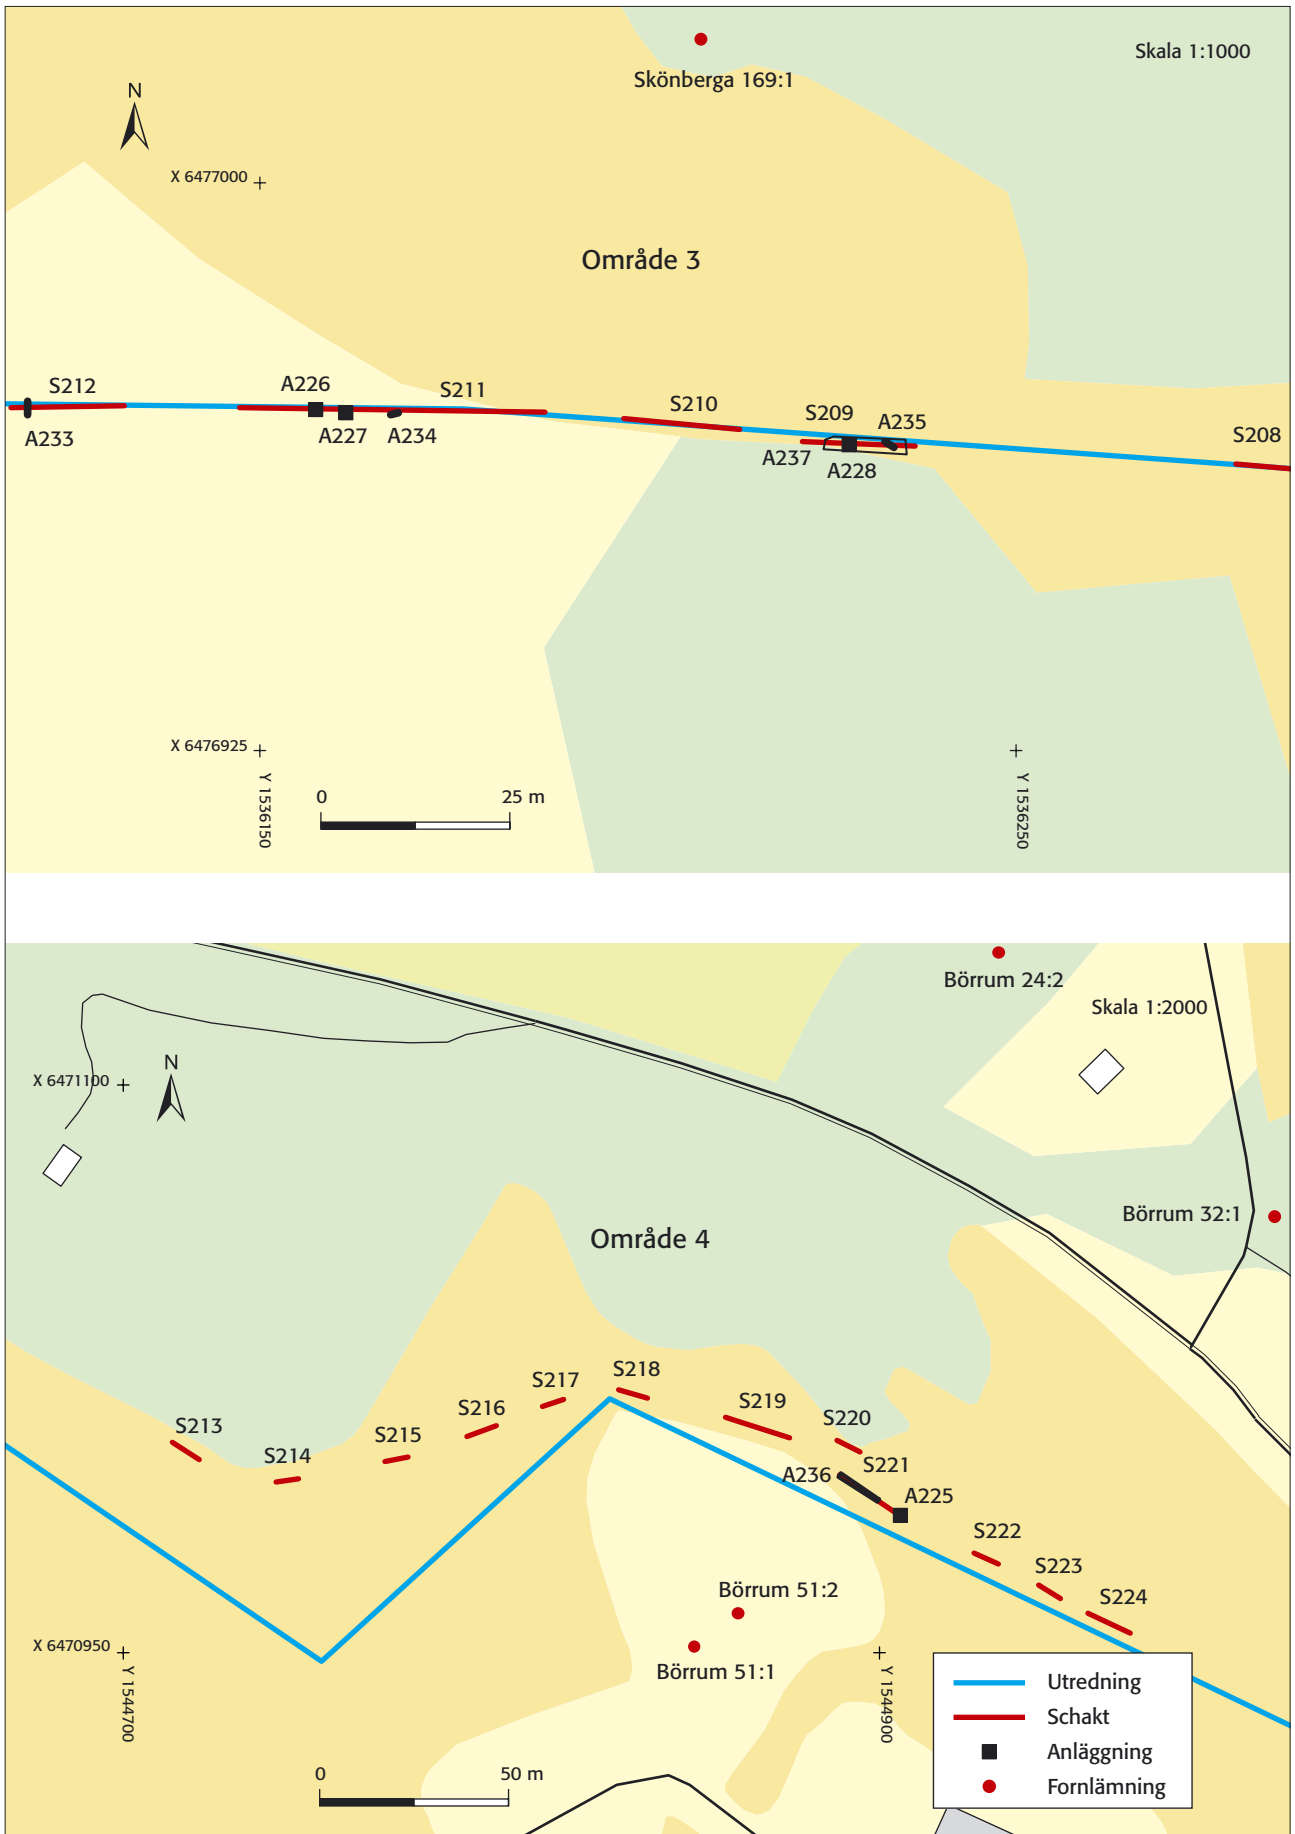 Skala 1:1000
Skönberga 169:1
N
X 6477000
Område 3
S212
A226
S211
S210
S209
A235
S208
A233
A227
A234
A237
A228
X 6476925
Y 1536150
Y 1536250
0
25 m
Börrum 24:2
Skala 1:2000
N
X 6471100
Börrum 32:1
Område 4
S213
S214
S215
S216
S217
S218
S219
S220
A236
S221
A225
S222
S223
S224
Börrum 51:2
Börrum 51:1
X 6470950
Y 1544700
Y 1544900
0
50 m
Utredning
Schakt
Anläggning
Fornlämning